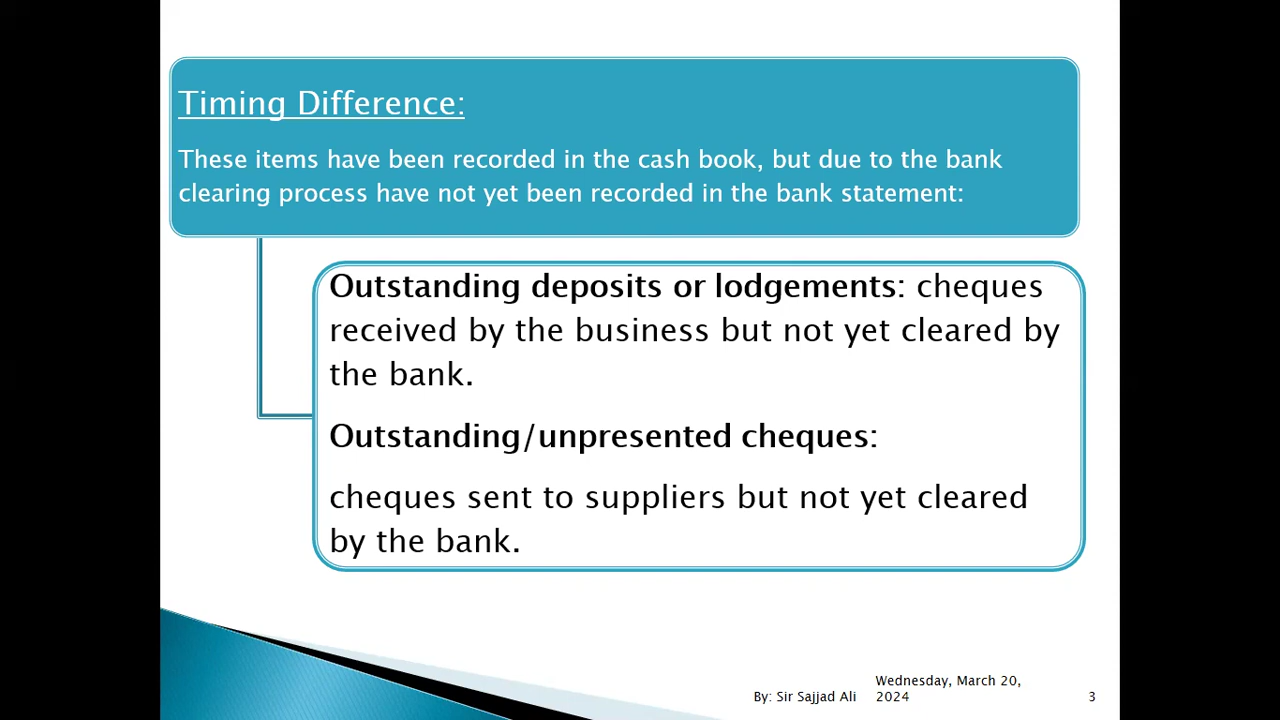 Timing Difference:
These items have been recorded in the cash book, but due to the bank
clearing process have not yet been recorded in the bank statement:
Outstanding deposits or lodgements: cheques
received by the business but not yet cleared by
the bank.
Outstanding/unpresented cheques:
cheques sent to suppliers but not yet cleared
by the bank.
By: Sir Sajjad Ali
Wednesday, March 20,
2024
3